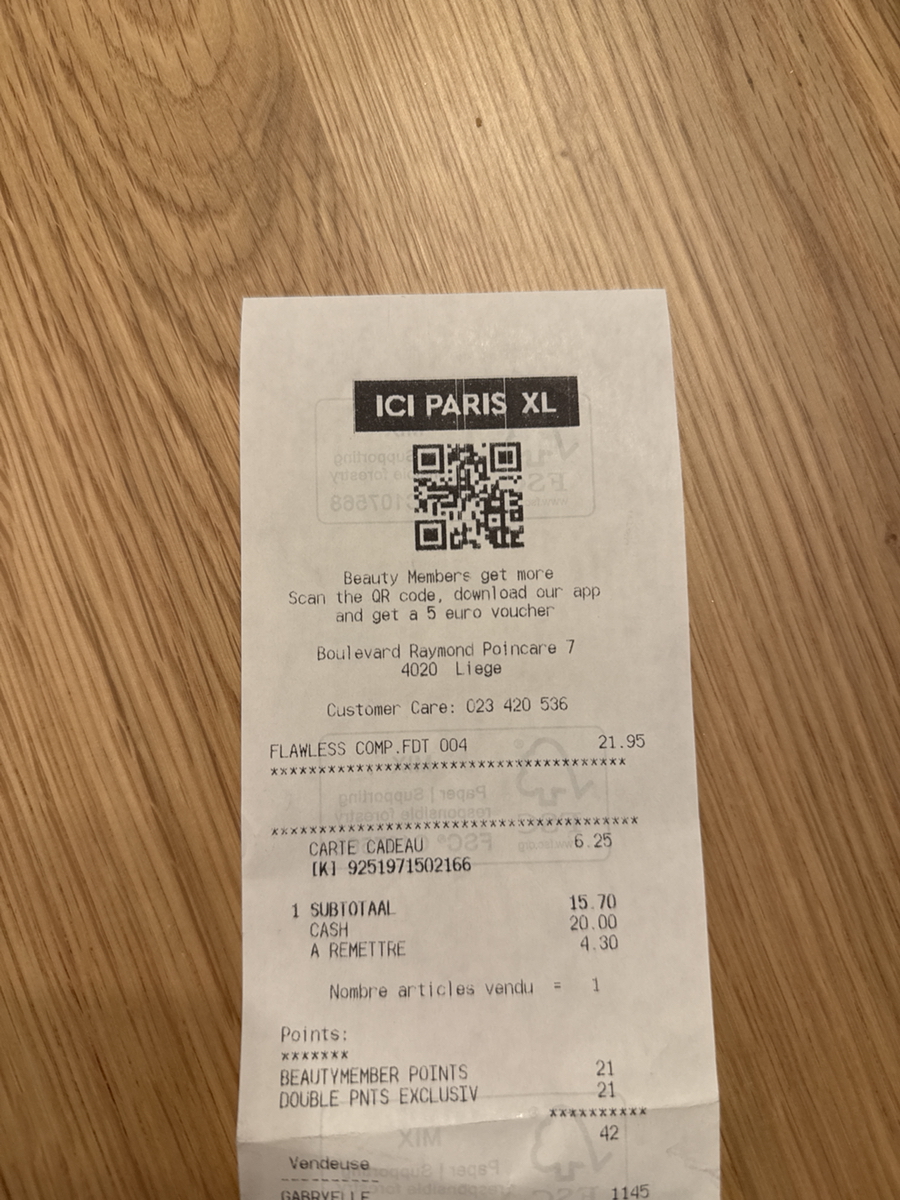 ICI PARIS XL
Beauty Members get more
Scan the QR code, download our app
and get a 5 euro voucher
Boulevard Raymond Poincare 7
4020 Liege
Customer Care: 023 420 536
FLAWLESS COMP.FDT 004 21.95
*************************************
**************************************
CARTE CADEAU 6.25
[K] 9251971502166
1 SUBTOTAAL 15.70
CASH 20.00
A REMETTRE 4.30
Nombre articles vendu = 1
Points:
*******
BEAUTYMEMBER POINTS 21
DOUBLE PNTS EXCLUSIV 21
**********
42
Vendeuse
----------
GABRYELLE 1145